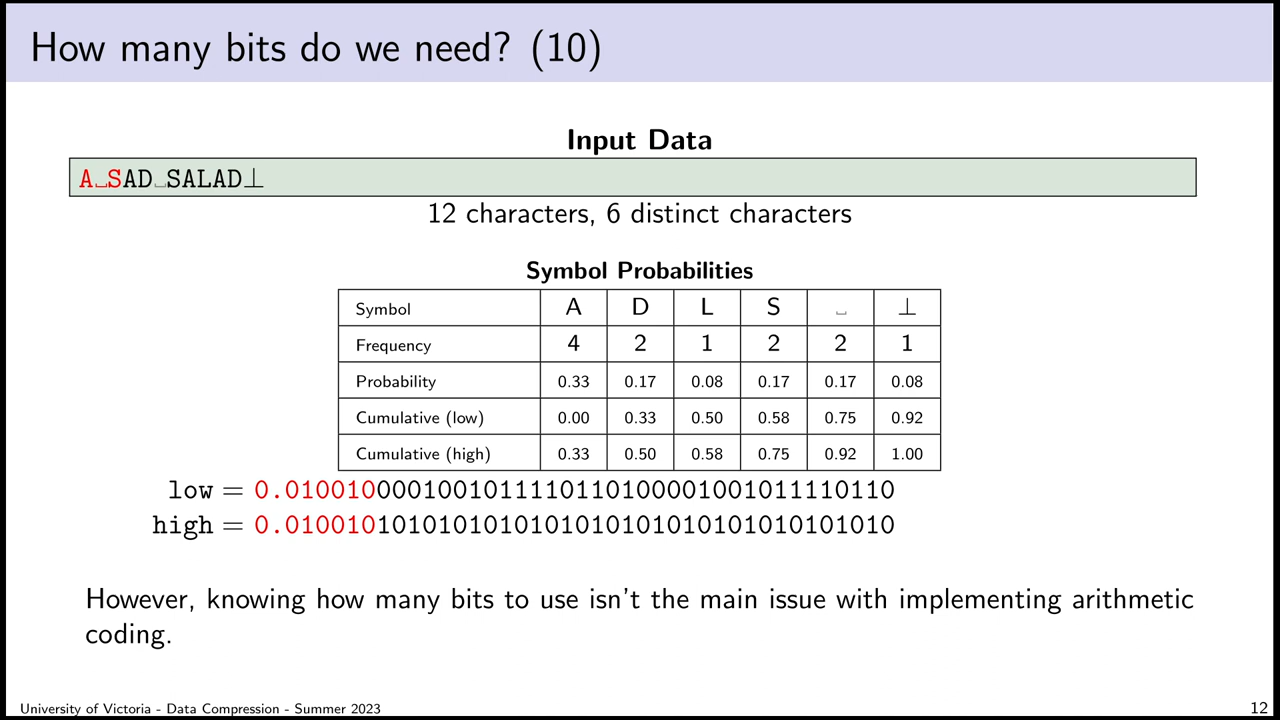 How many bits do we need? (10)
Input Data
A␣SAD␣SALAD⊥
12 characters, 6 distinct characters
Symbol Probabilities
Symbol A D L S ␣ ⊥
Frequency 4 2 1 2 2 1
Probability 0.33 0.17 0.08 0.17 0.17 0.08
Cumulative (low) 0.00 0.33 0.50 0.58 0.75 0.92
Cumulative (high) 0.33 0.50 0.58 0.75 0.92 1.00
low = 0.0100100001001011110110100001001011110110
high = 0.0100101010101010101010101010101010101010
However, knowing how many bits to use isn't the main issue with implementing arithmetic
coding.
University of Victoria - Data Compression - Summer 2023
12